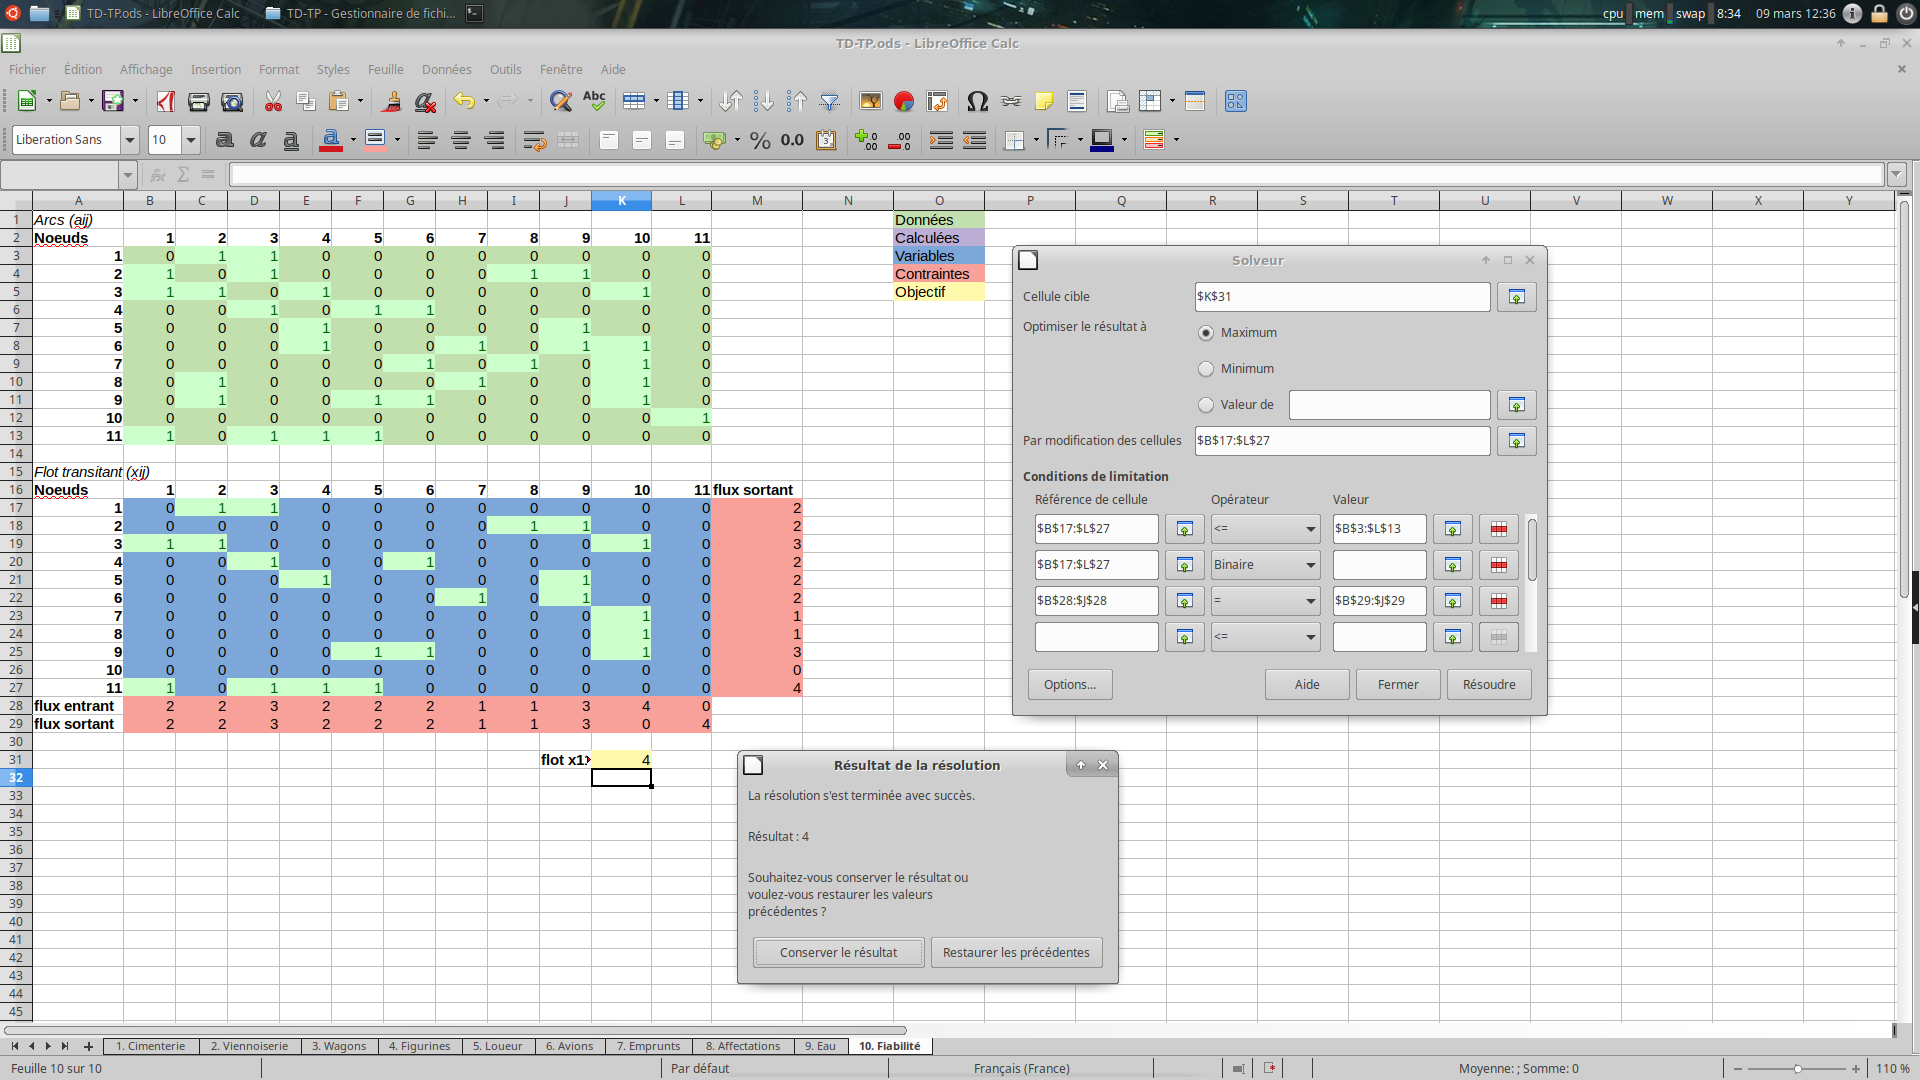 TD-TP.ods - LibreOffice Calc TD-TP - Gestionnaire de fichi... cpu mem swap 8:34 09 mars 12:36
TD-TP.ods - LibreOffice Calc
Fichier Édition Affichage Insertion Format Styles Feuille Données Outils Fenêtre Aide
Liberation Sans 10
A B C D E F G H I J K L M N O P Q R S T U V W X Y
1 Arcs (aij) Données
2 Noeuds 1 2 3 4 5 6 7 8 9 10 11 Calculées
3 1 0 1 1 0 0 0 0 0 0 0 0 Variables
4 2 1 0 1 0 0 0 0 1 1 0 0 Contraintes
5 3 1 1 0 1 0 0 0 0 0 1 0 Objectif
6 4 0 0 1 0 1 1 0 0 0 0 0
7 5 0 0 0 1 0 0 0 0 1 0 0
8 6 0 0 0 1 0 0 1 0 1 1 0
9 7 0 0 0 0 0 1 0 1 0 1 0
10 8 0 1 0 0 0 0 1 0 0 1 0
11 9 0 1 0 0 1 1 0 0 0 1 0
12 10 0 0 0 0 0 0 0 0 0 0 1
13 11 1 0 1 1 1 0 0 0 0 0 0
14
15 Flot transitant (xij)
16 Noeuds 1 2 3 4 5 6 7 8 9 10 11 flux sortant
17 1 0 1 1 0 0 0 0 0 0 0 0 2
18 2 0 0 0 0 0 0 0 1 1 0 0 2
19 3 1 1 0 0 0 0 0 0 0 1 0 3
20 4 0 0 1 0 0 1 0 0 0 0 0 2
21 5 0 0 0 1 0 0 0 0 1 0 0 2
22 6 0 0 0 0 0 0 1 0 1 0 0 2
23 7 0 0 0 0 0 0 0 0 0 1 0 1
24 8 0 0 0 0 0 0 0 0 0 1 0 1
25 9 0 0 0 0 1 1 0 0 0 1 0 3
26 10 0 0 0 0 0 0 0 0 0 0 0 0
27 11 1 0 1 1 1 0 0 0 0 0 0 4
28 flux entrant 2 2 3 2 2 2 1 1 3 4 0
29 flux sortant 2 2 3 2 2 2 1 1 3 0 4
30
31 flot x1 4
32
33
34
35
36
37
38
39
40
41
42
43
44
45
Solveur
Cellule cible $K$31
Optimiser le résultat à Maximum
Minimum
Valeur de
Par modification des cellules $B$17:$L$27
Conditions de limitation
Référence de cellule Opérateur Valeur
$B$17:$L$27 <= $B$3:$L$13
$B$17:$L$27 Binaire
$B$28:$J$28 = $B$29:$J$29
<=
Options... Aide Fermer Résoudre
Résultat de la résolution
La résolution s'est terminée avec succès.
Résultat : 4
Souhaitez-vous conserver le résultat ou
voulez-vous restaurer les valeurs
précédentes ?
Conserver le résultat Restaurer les précédentes
1. Cimenterie 2. Viennoiserie 3. Wagons 4. Figurines 5. Loueur 6. Avions 7. Emprunts 8. Affectations 9. Eau 10. Fiabilité
Feuille 10 sur 10 Par défaut Français (France) Moyenne: ; Somme: 0 110 %